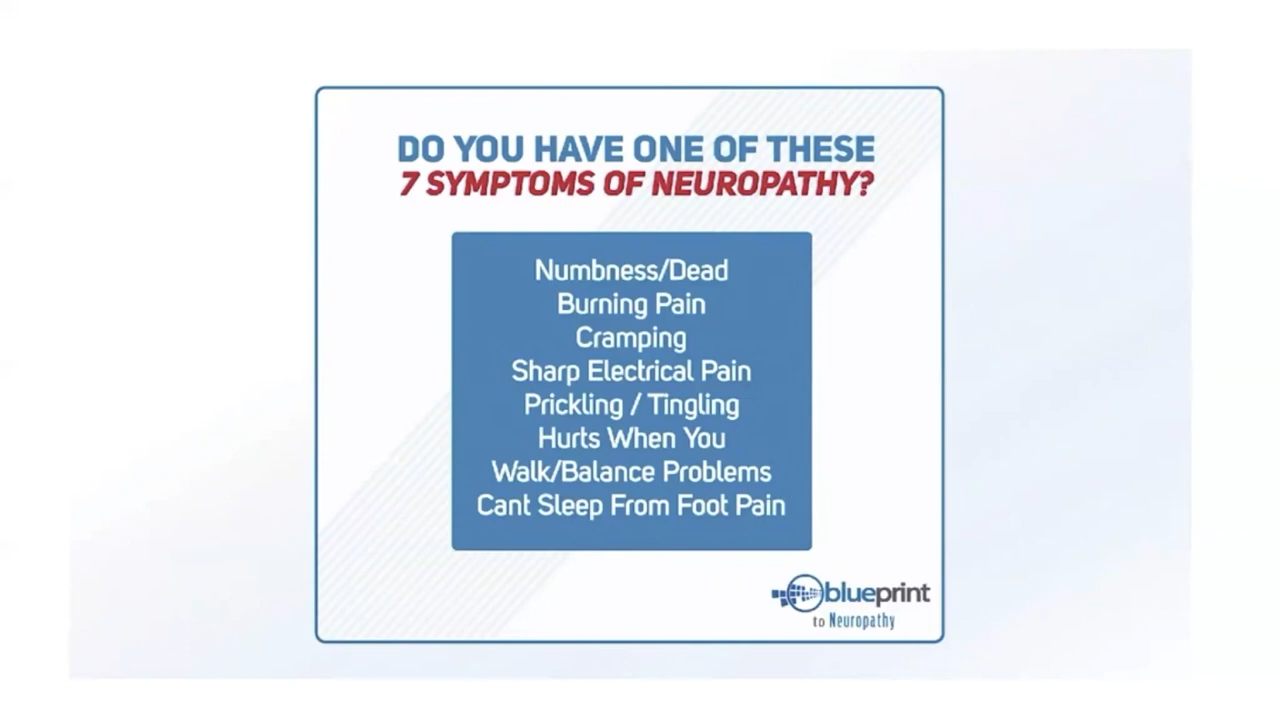 DO YOU HAVE ONE OF THESE
7 SYMPTOMS OF NEUROPATHY?
Numbness/Dead
Burning Pain
Cramping
Sharp Electrical Pain
Prickling / Tingling
Hurts When You
Walk/Balance Problems
Cant Sleep From Foot Pain
blueprint
to Neuropathy